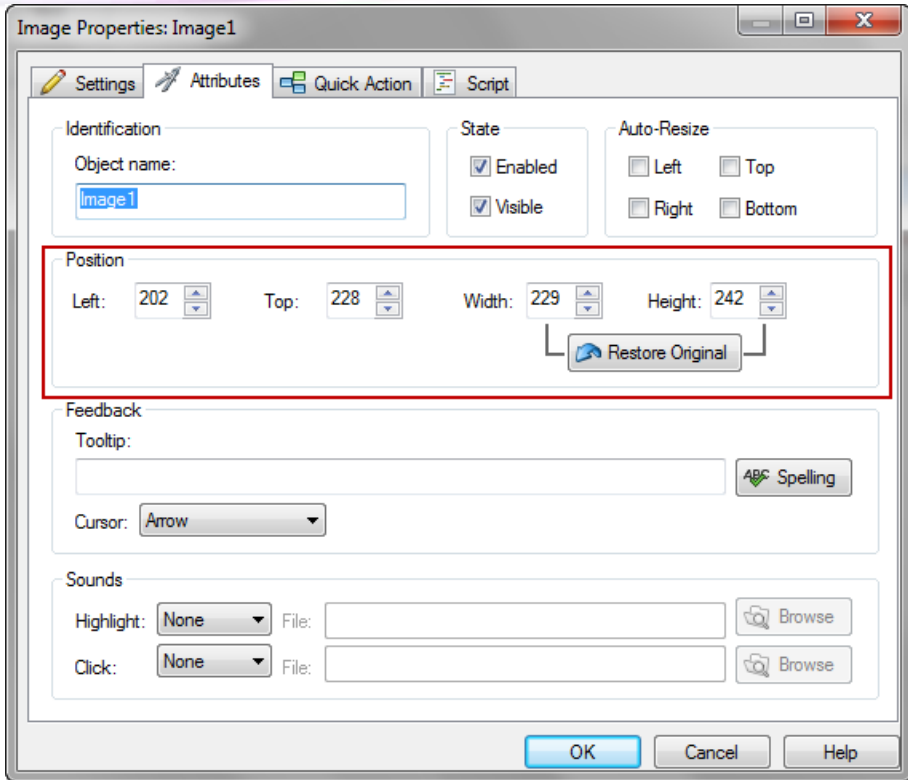 Image Properties: Image1
Settings Attributes Quick Action Script
Identification State Auto-Resize
Object name: Enabled Left Top
Image1 Visible Right Bottom
Position
Left: 202 Top: 228 Width: 229 Height: 242
Restore Original
Feedback
Tooltip:
ABC Spelling
Cursor: Arrow
Sounds
Highlight: None File: Browse
Click: None File: Browse
OK Cancel Help